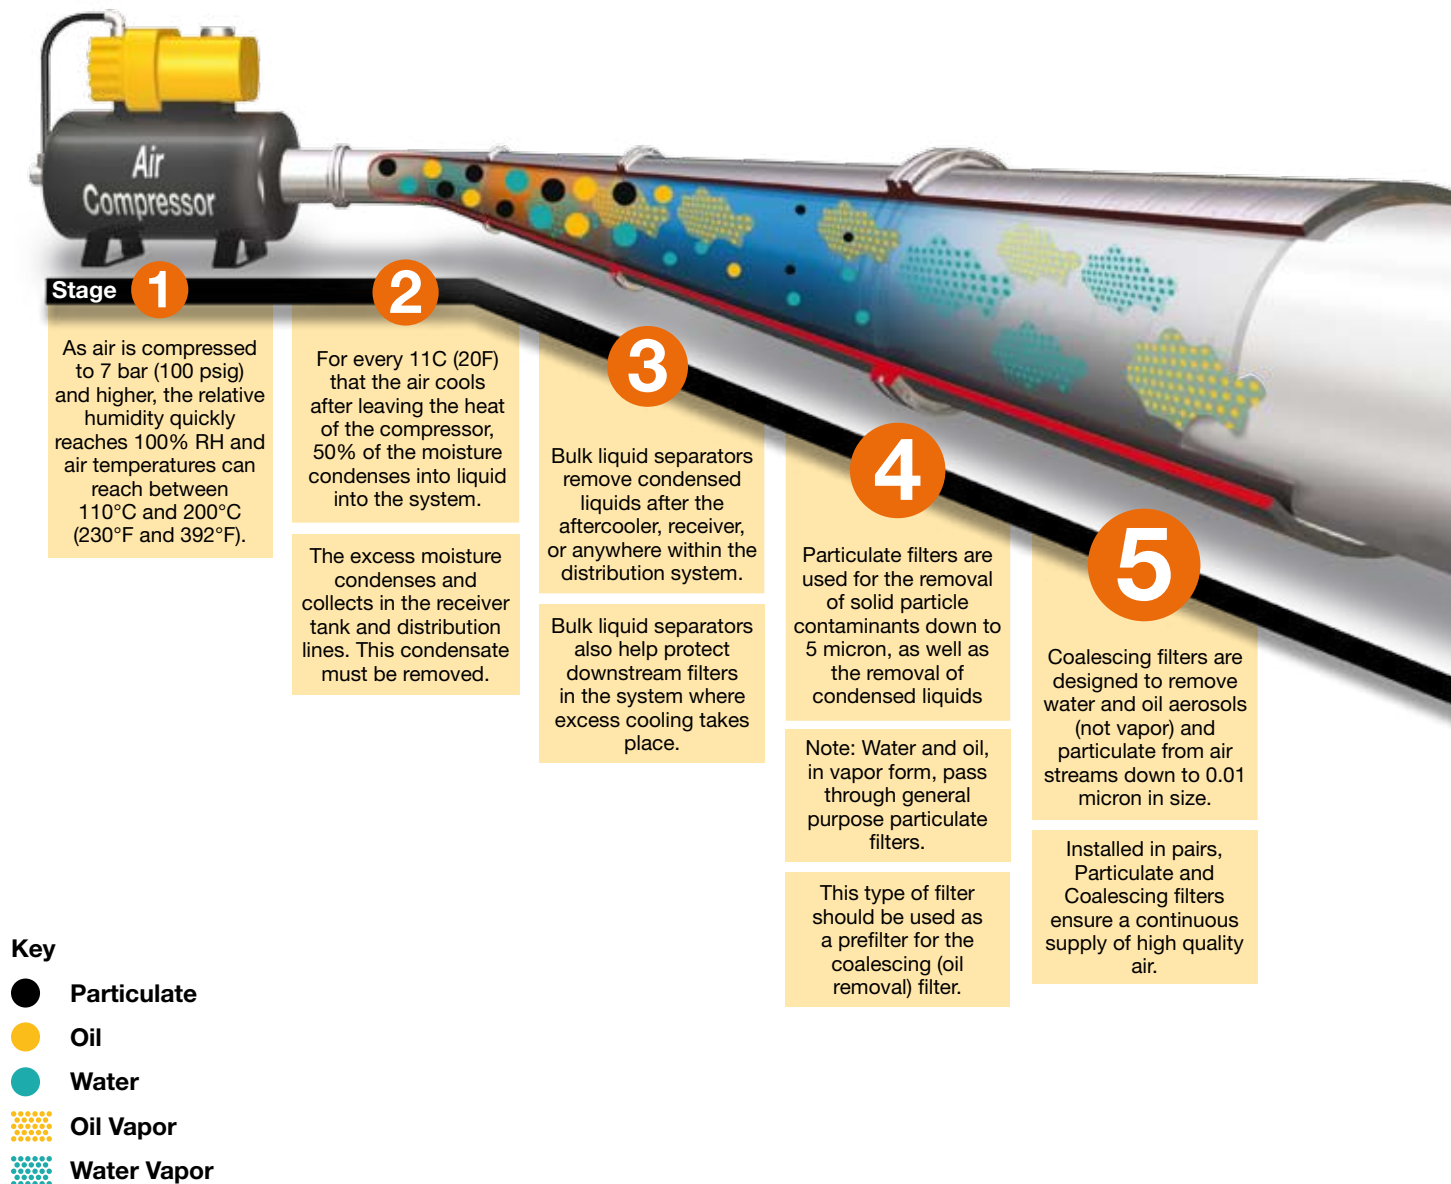 Air
Compressor
Stage 1
2
3
4
5
As air is compressed
to 7 bar (100 psig)
and higher, the relative
humidity quickly
reaches 100% RH and
air temperatures can
reach between
110°C and 200°C
(230°F and 392°F).
For every 11C (20F)
that the air cools
after leaving the heat
of the compressor,
50% of the moisture
condenses into liquid
into the system.
The excess moisture
condenses and
collects in the receiver
tank and distribution
lines. This condensate
must be removed.
Bulk liquid separators
remove condensed
liquids after the
aftercooler, receiver,
or anywhere within the
distribution system.
Bulk liquid separators
also help protect
downstream filters
in the system where
excess cooling takes
place.
Particulate filters are
used for the removal
of solid particle
contaminants down to
5 micron, as well as
the removal of
condensed liquids
Note: Water and oil,
in vapor form, pass
through general
purpose particulate
filters.
This type of filter
should be used as
a prefilter for the
coalescing (oil
removal) filter.
Coalescing filters are
designed to remove
water and oil aerosols
(not vapor) and
particulate from air
streams down to 0.01
micron in size.
Installed in pairs,
Particulate and
Coalescing filters
ensure a continuous
supply of high quality
air.
Key
Particulate
Oil
Water
Oil Vapor
Water Vapor